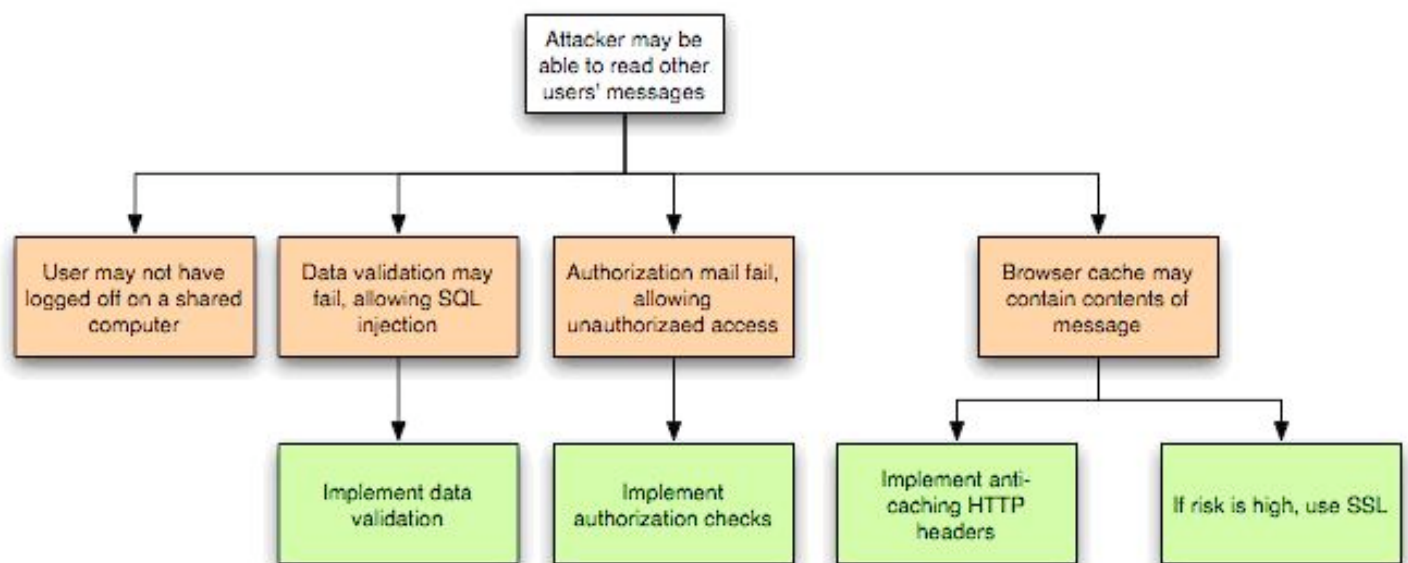 Attacker may be
able to read other
users' messages
User may not have
logged off on a shared
computer
Data validation may
fail, allowing SQL
injection
Authorization mail fail,
allowing
unauthorizaed access
Browser cache may
contain contents of
message
Implement data
validation
Implement
authorization checks
Implement anti-
caching HTTP
headers
If risk is high, use SSL